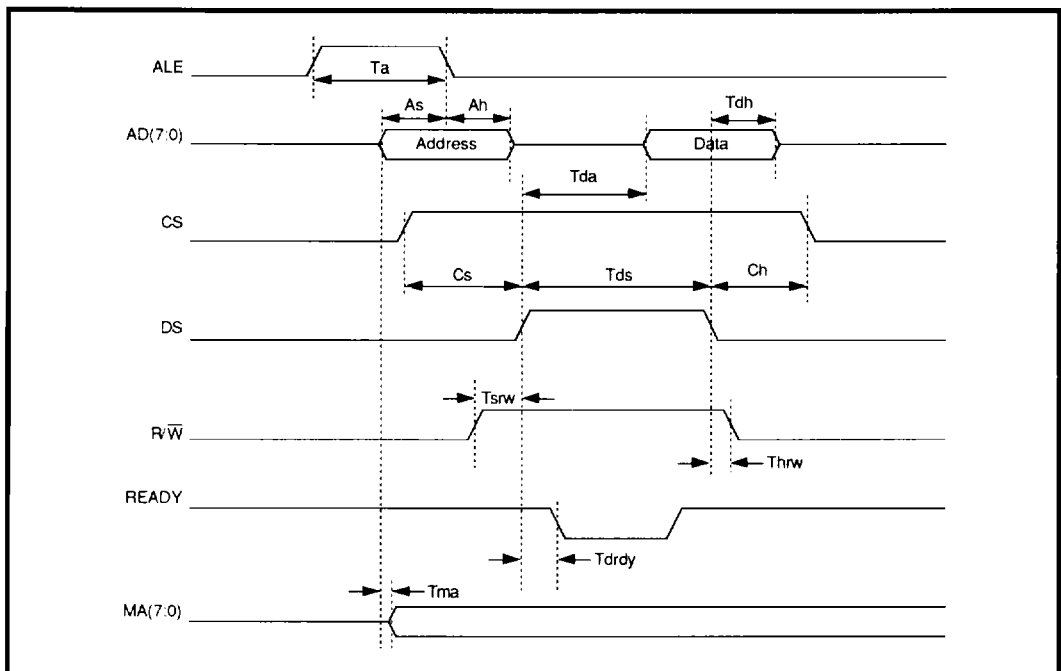 ALE
Ta
As Ah Tdh
AD(7:0)
Address Data
Tda
CS
Cs Tds Ch
DS
Tsrw
R/W̅
Thrw
READY
Tdrdy
Tma
MA(7:0)